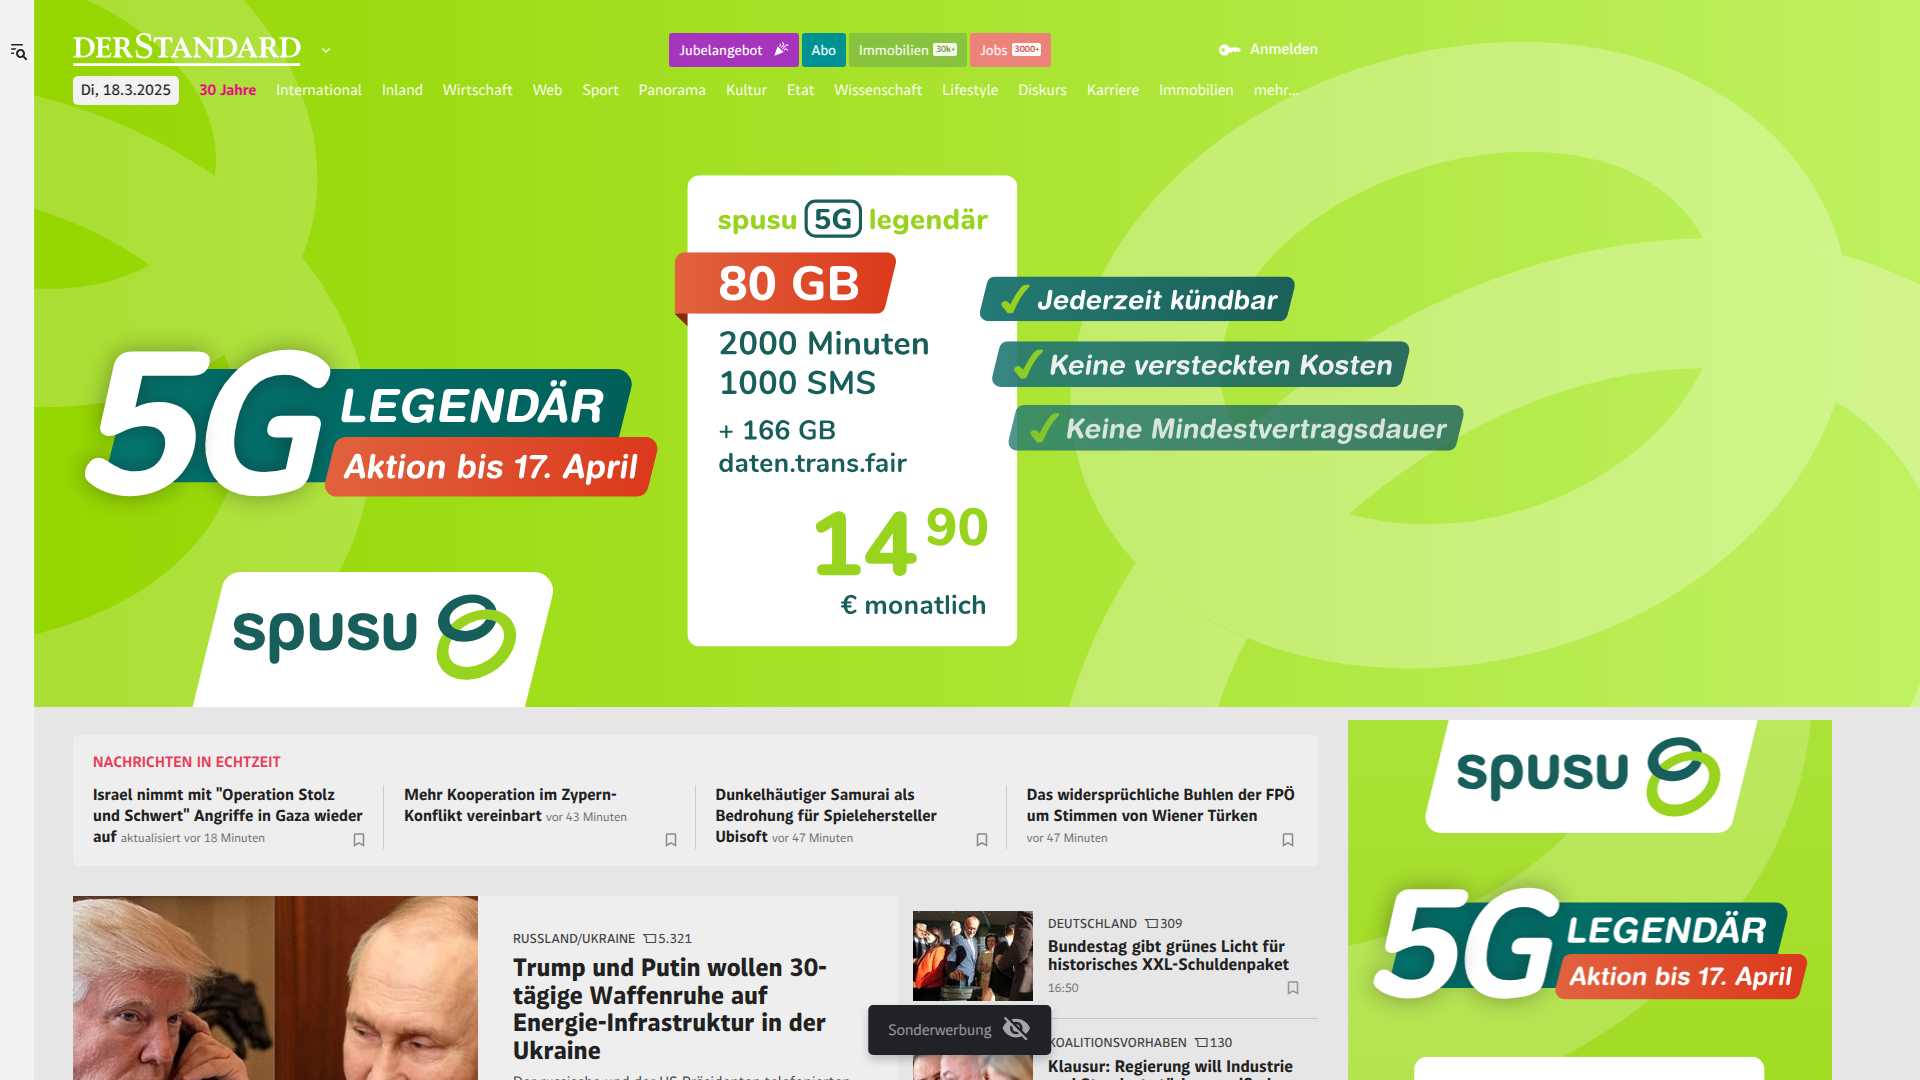 DERSTANDARD
Jubelangebot
Abo
Immobilien 30k+
Jobs 3000+
Anmelden
Di, 18.3.2025
30 Jahre
International
Inland
Wirtschaft
Web
Sport
Panorama
Kultur
Etat
Wissenschaft
Lifestyle
Diskurs
Karriere
Immobilien
mehr...
spusu 5G legendär
80 GB
2000 Minuten
1000 SMS
+ 166 GB
daten.trans.fair
14 90
€ monatlich
Jederzeit kündbar
Keine versteckten Kosten
Keine Mindestvertragsdauer
5G LEGENDÄR
Aktion bis 17. April
spusu
NACHRICHTEN IN ECHTZEIT
Israel nimmt mit "Operation Stolz
und Schwert" Angriffe in Gaza wieder
auf aktualisiert vor 18 Minuten
Mehr Kooperation im Zypern-
Konflikt vereinbart vor 43 Minuten
Dunkelhäutiger Samurai als
Bedrohung für Spielehersteller
Ubisoft vor 47 Minuten
Das widersprüchliche Buhlen der FPÖ
um Stimmen von Wiener Türken
vor 47 Minuten
RUSSLAND/UKRAINE 5.321
Trump und Putin wollen 30-
tägige Waffenruhe auf
Energie-Infrastruktur in der
Ukraine
DEUTSCHLAND 309
Bundestag gibt grünes Licht für
historisches XXL-Schuldenpaket
16:50
Sonderwerbung
KOALITIONSVORHABEN 130
Klausur: Regierung will Industrie
spusu
5G LEGENDÄR
Aktion bis 17. April